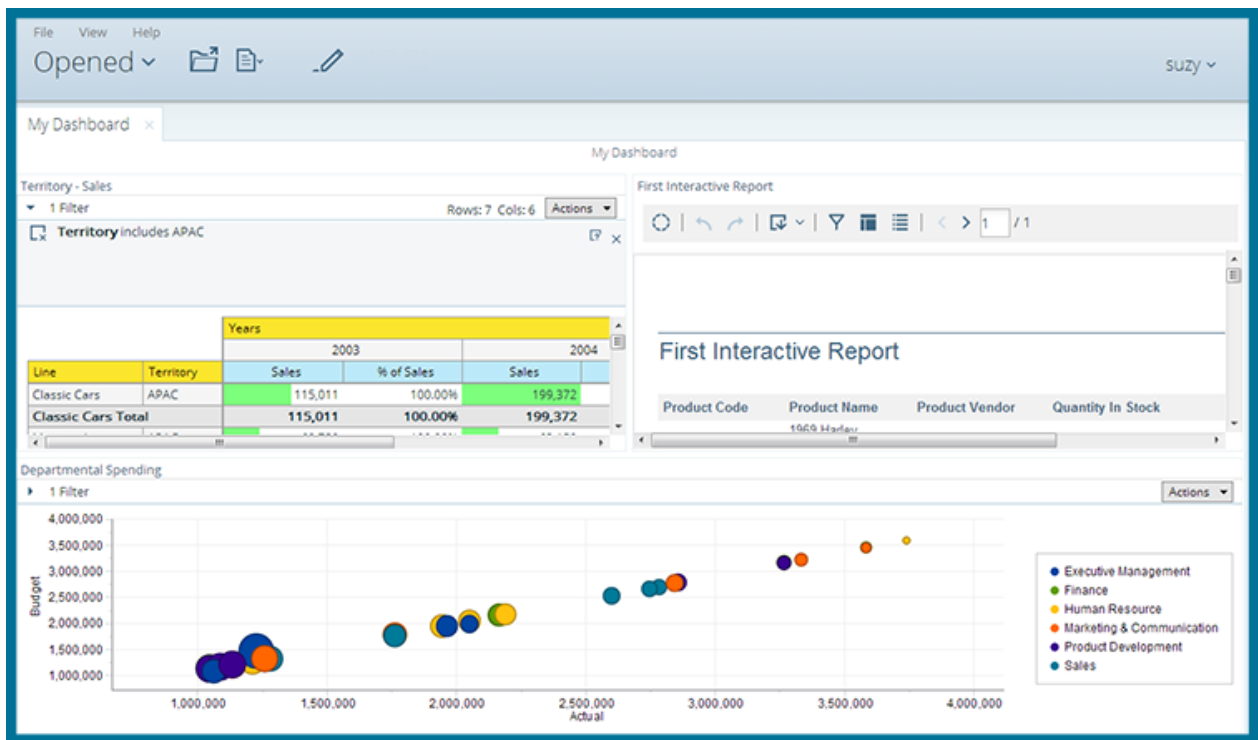 File View Help
Opened
suzy
My Dashboard
My Dashboard
Territory - Sales
1 Filter
Rows: 7 Cols: 6 Actions
Territory includes APAC
Years
2003 2004
Line Territory Sales % of Sales Sales
Classic Cars APAC 115,011 100.00% 199,372
Classic Cars Total 115,011 100.00% 199,372
First Interactive Report
1 / 1
First Interactive Report
Product Code Product Name Product Vendor Quantity In Stock
1969 Harley
Departmental Spending
1 Filter
Actions
4,000,000
3,500,000
3,000,000
2,500,000
2,000,000
1,500,000
1,000,000
Budget
1,000,000 1,500,000 2,000,000 2,500,000 3,000,000 3,500,000 4,000,000
Actual
Executive Management
Finance
Human Resource
Marketing & Communication
Product Development
Sales